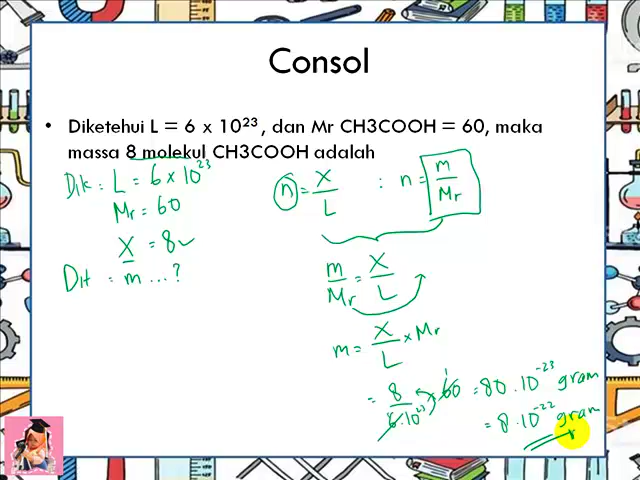 Consol
• Diketehui L = 6 x 10²³, dan Mr CH3COOH = 60, maka
massa 8 molekul CH3COOH adalah
Dik : L = 6 × 10²³
Mr = 60
X = 8
Dit = m ...?
n = X/L : n = m/Mr
m/Mr = X/L
m = X/L × Mr
= 8/6·10²³ × 60 = 80 · 10⁻²³ gram
= 8 · 10⁻²² gram